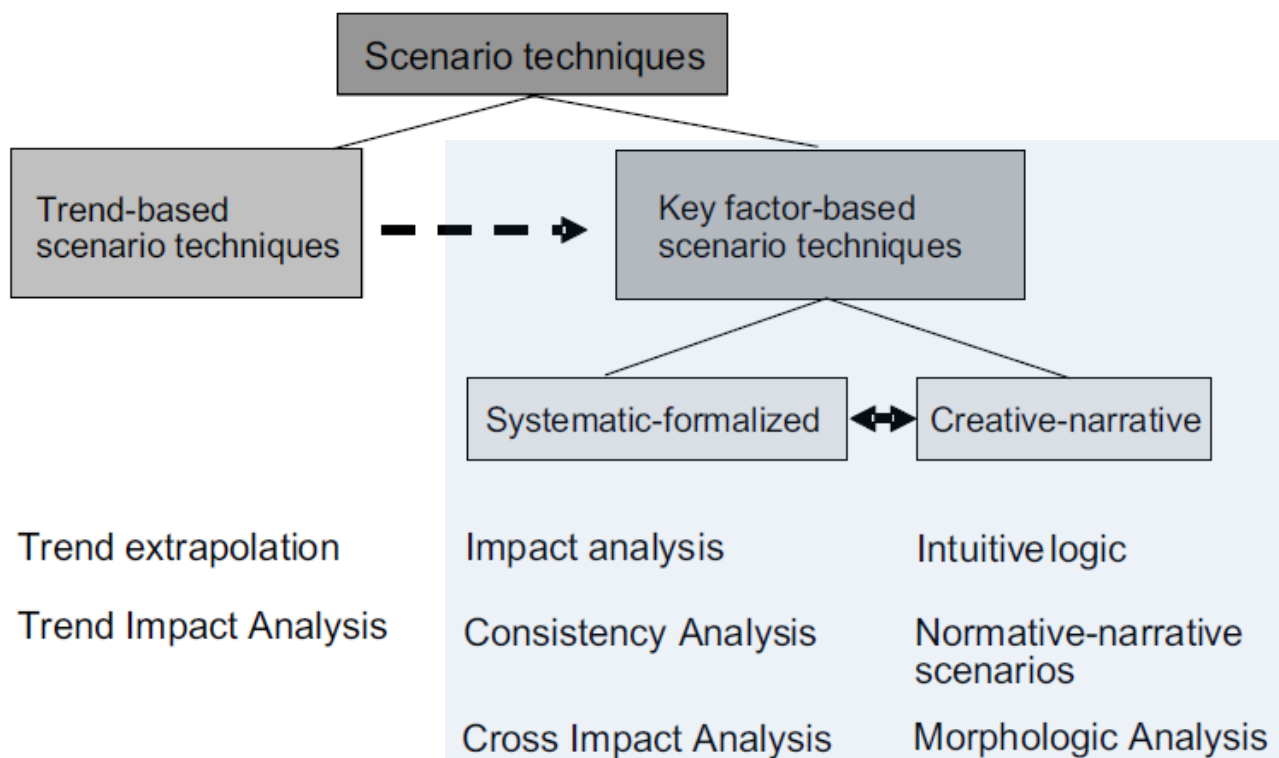 Scenario techniques
Trend-based
scenario techniques
Key factor-based
scenario techniques
Systematic-formalized
Creative-narrative
Trend extrapolation
Impact analysis
Intuitive logic
Trend Impact Analysis
Consistency Analysis
Normative-narrative
scenarios
Cross Impact Analysis
Morphologic Analysis